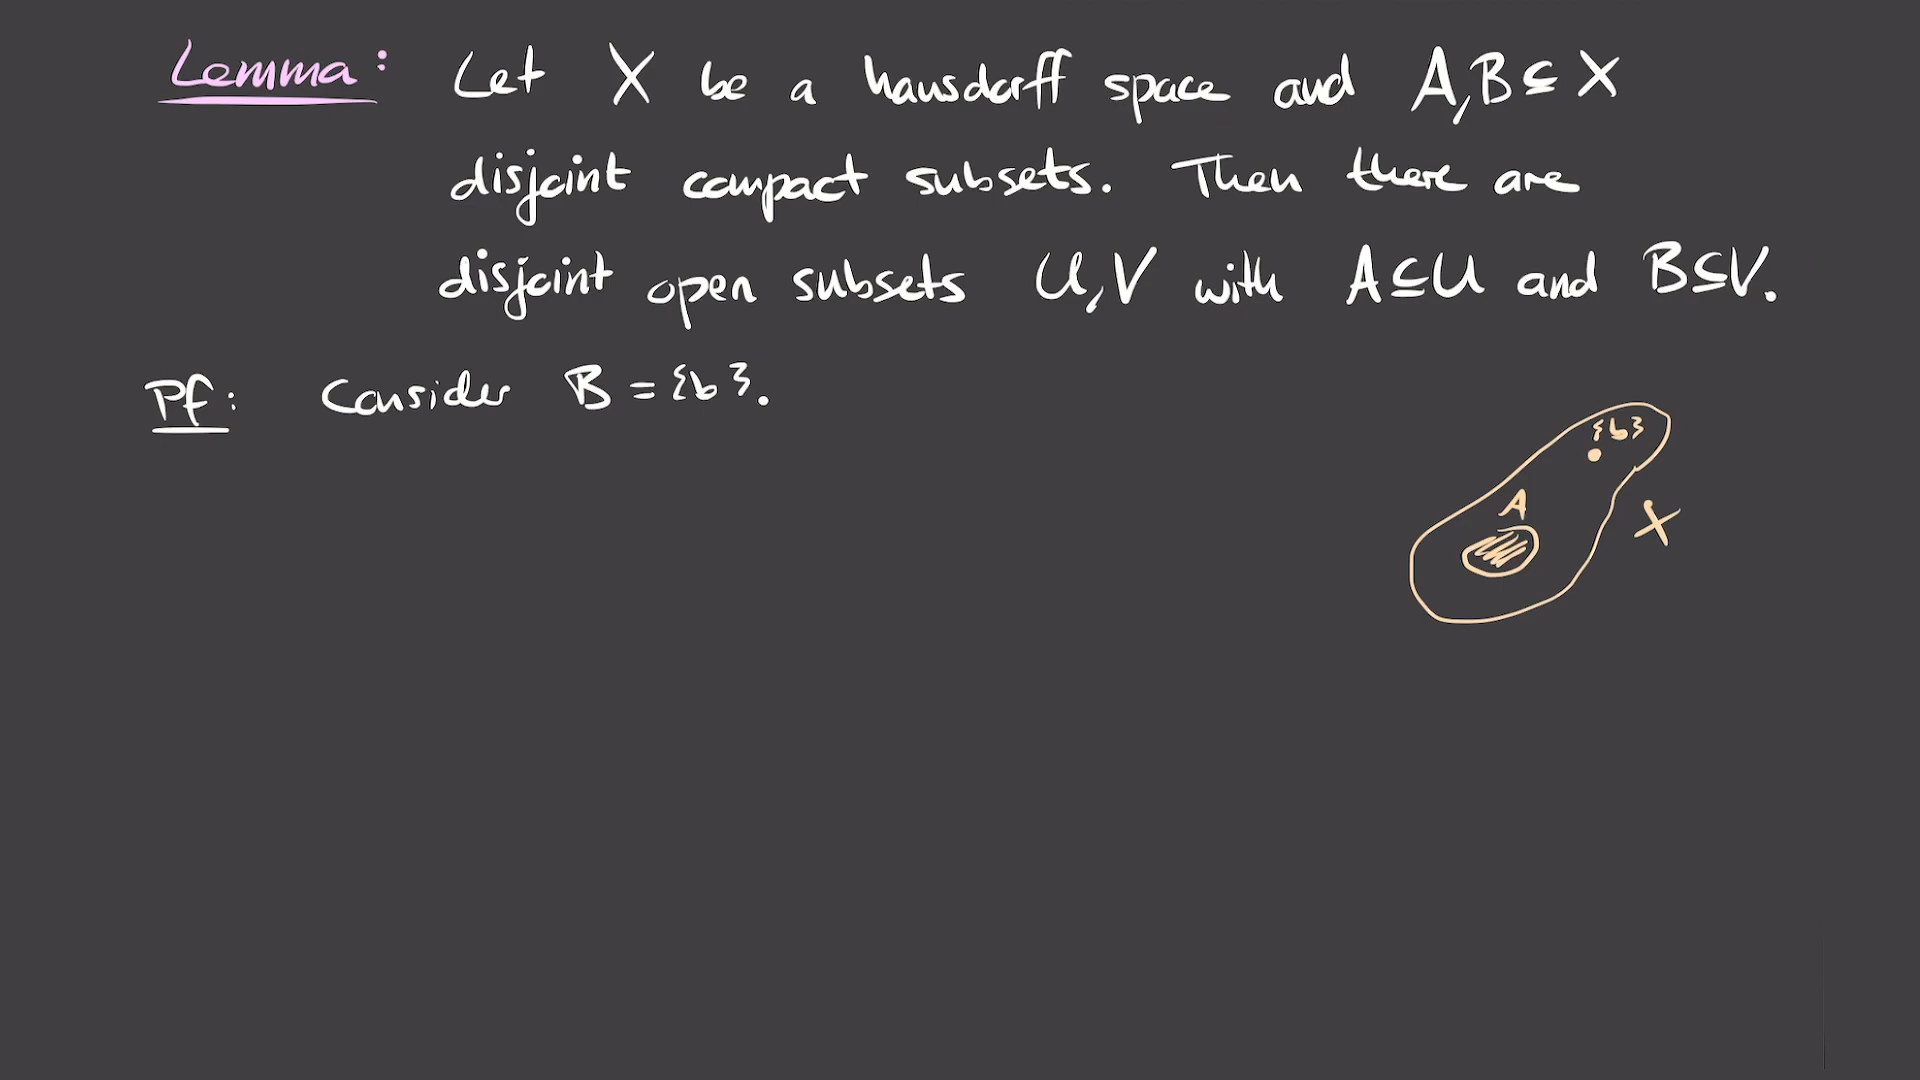 Lemma: Let X be a hausdorff space and A,B ⊆ X
disjoint compact subsets. Then there are
disjoint open subsets U,V with A⊆U and B⊆V.
Pf: Consider B = {b}.
{b}
A
X